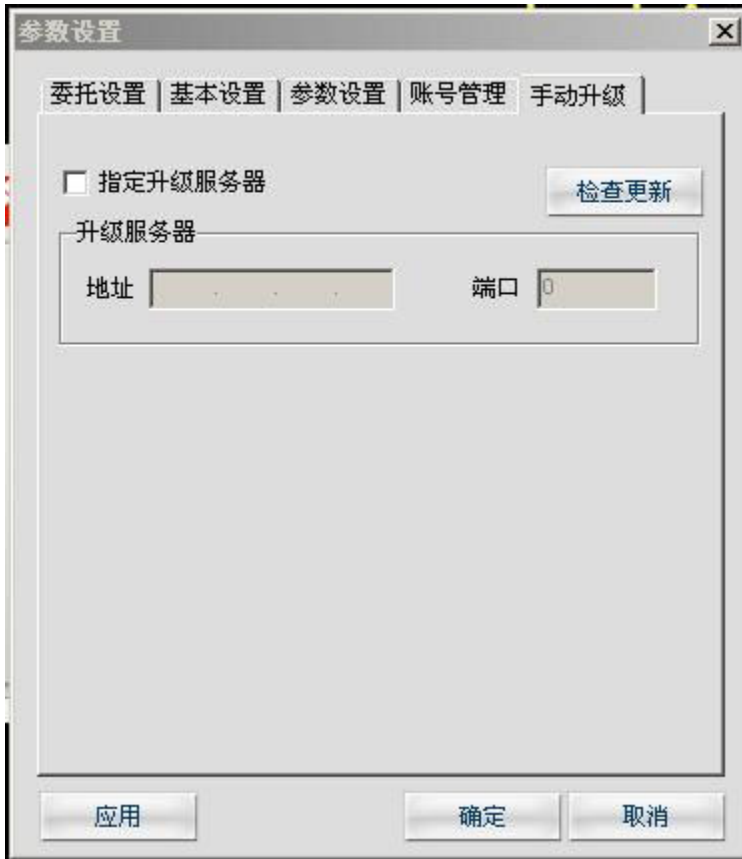 参数设置
委托设置 基本设置 参数设置 账号管理 手动升级
指定升级服务器 检查更新
升级服务器
地址 . . . 端口 0
应用 确定 取消